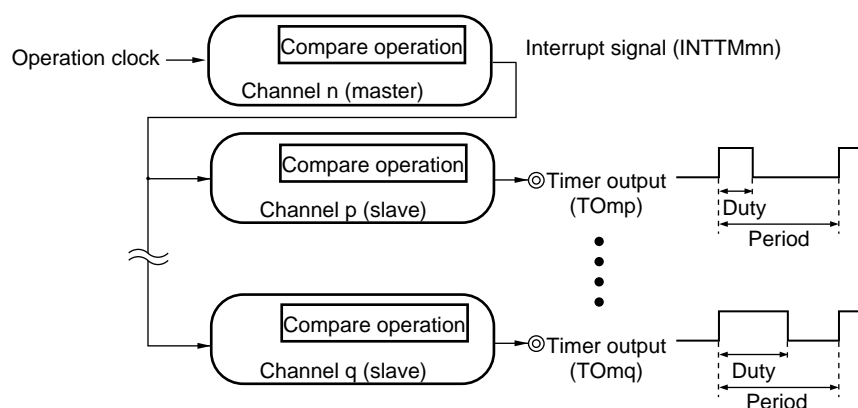 Compare operation
Operation clock
Interrupt signal (INTTMmn)
Channel n (master)
Compare operation
Channel p (slave)
Timer output
(TOmp)
Duty
Period
Compare operation
Channel q (slave)
Timer output
(TOmq)
Duty
Period